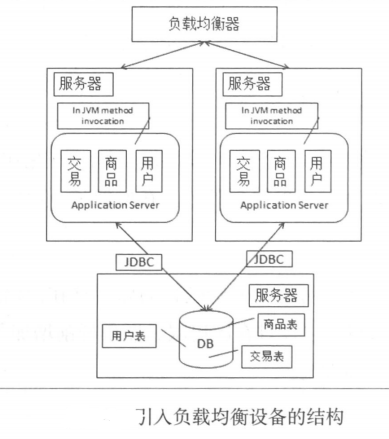 负载均衡器
服务器
In JVM method
invocation
交易
商品
用户
Application Server
服务器
In JVM method
invocation
交易
商品
用户
Application Server
JDBC
JDBC
服务器
商品表
用户表
DB
交易表
引入负载均衡设备的结构